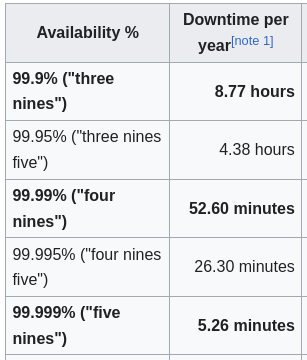 Availability %
Downtime per
year[note 1]
99.9% ("three
nines")
8.77 hours
99.95% ("three nines
five")
4.38 hours
99.99% ("four
nines")
52.60 minutes
99.995% ("four nines
five")
26.30 minutes
99.999% ("five
nines")
5.26 minutes